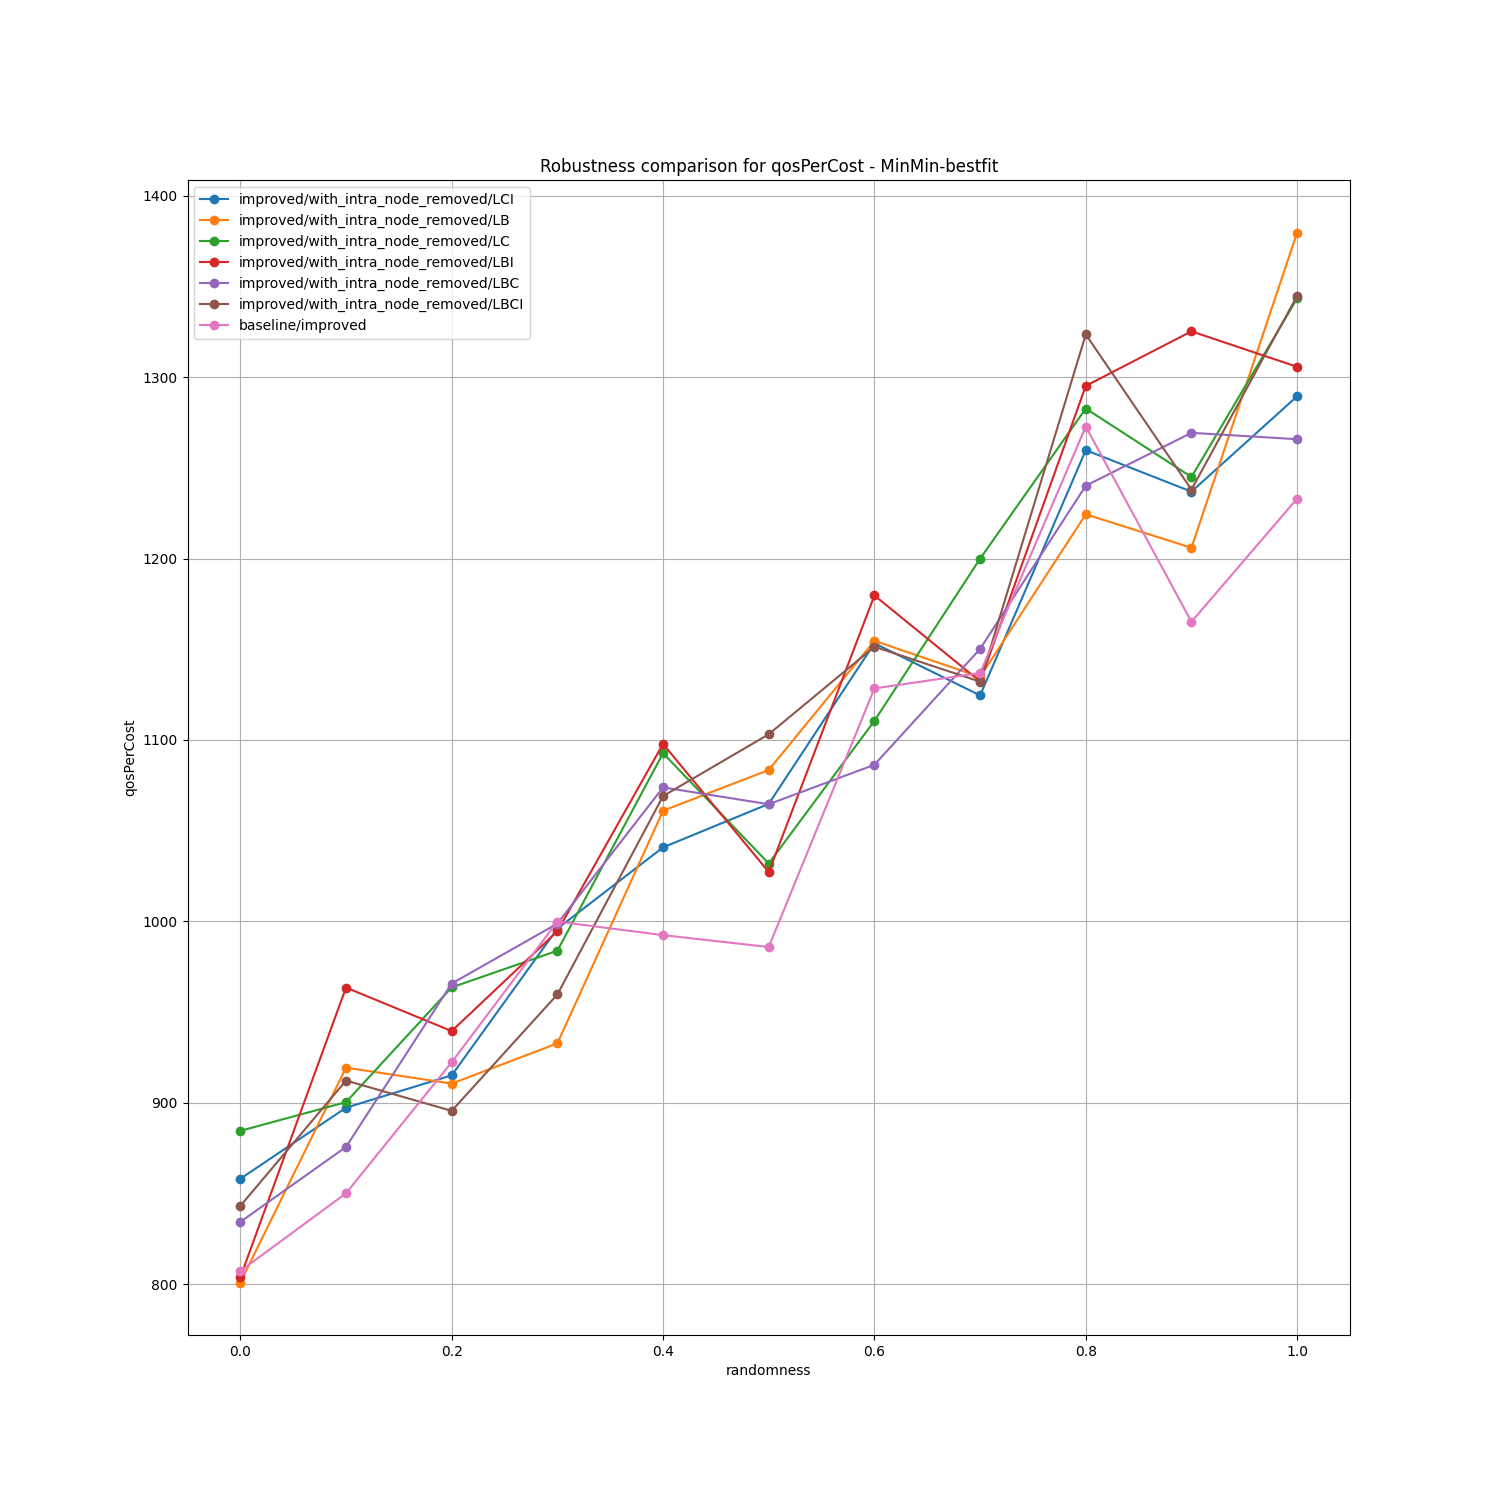 Robustness comparison for qosPerCost - MinMin-bestfit
improved/with_intra_node_removed/LCI
improved/with_intra_node_removed/LB
improved/with_intra_node_removed/LC
improved/with_intra_node_removed/LBI
improved/with_intra_node_removed/LBC
improved/with_intra_node_removed/LBCI
baseline/improved
1400
1300
1200
1100
1000
900
800
qosPerCost
0.0 0.2 0.4 0.6 0.8 1.0
randomness